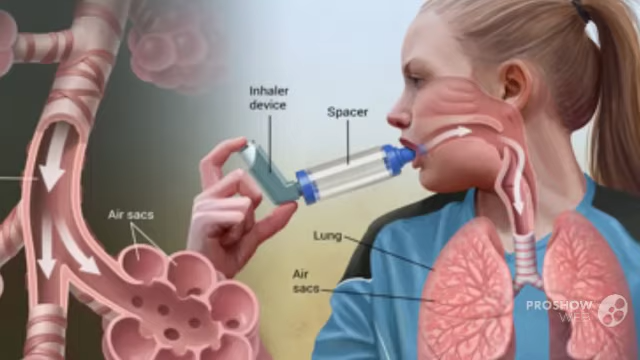 Inhaler
device
Spacer
Air sacs
Lung
Air
sacs
PROSHOW
WEB